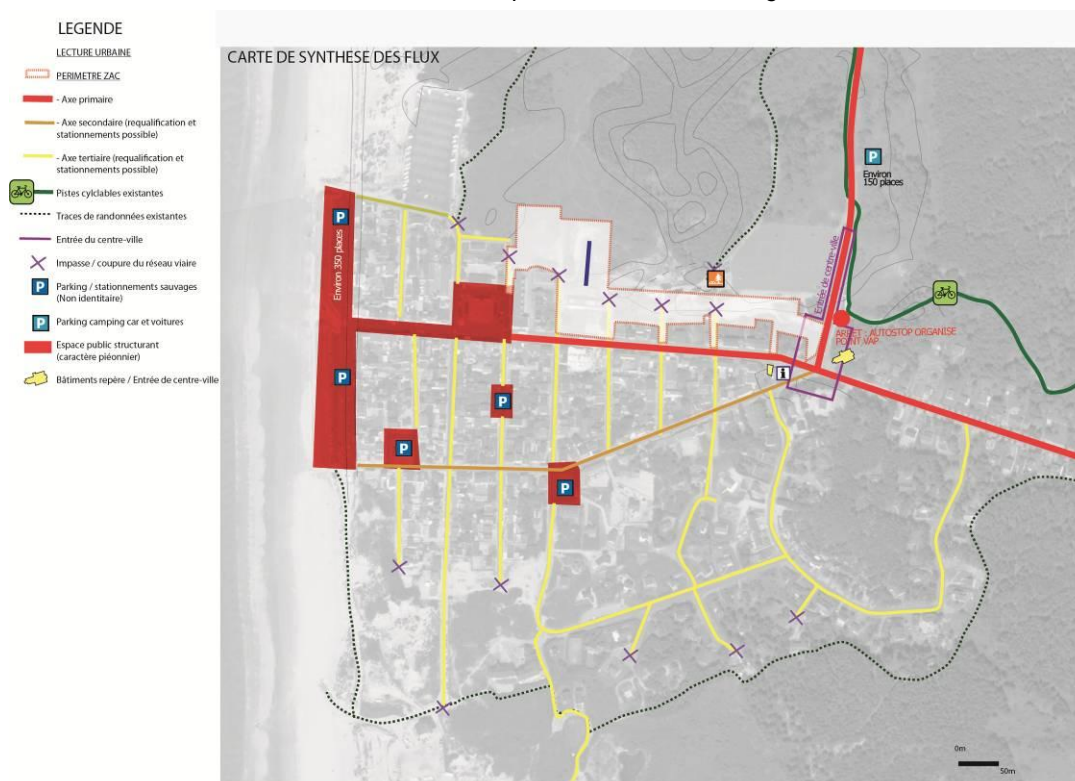 LEGENDE
LECTURE URBAINE
PERIMETRE ZAC
- Axe primaire
- Axe secondaire (requalification et
stationnements possible)
- Axe tertiaire (requalification et
stationnements possible)
Pistes cylclables existantes
Traces de randonnées existantes
Entrée du centre-ville
Impasse / coupure du réseau viaire
P
Parking / stationnements sauvages
(Non identitaire)
P
Parking camping car et voitures
Espace public structurant
(caractère piéonnier)
Bâtiments repère / Entrée de centre-ville
CARTE DE SYNTHESE DES FLUX
P
Environ
150 places
P
Environ 350 places
Entrée de centre-ville
ARRET : AUTOSTOP ORGANISE
POINT VAP
i
P
P
P
P
0m
50m